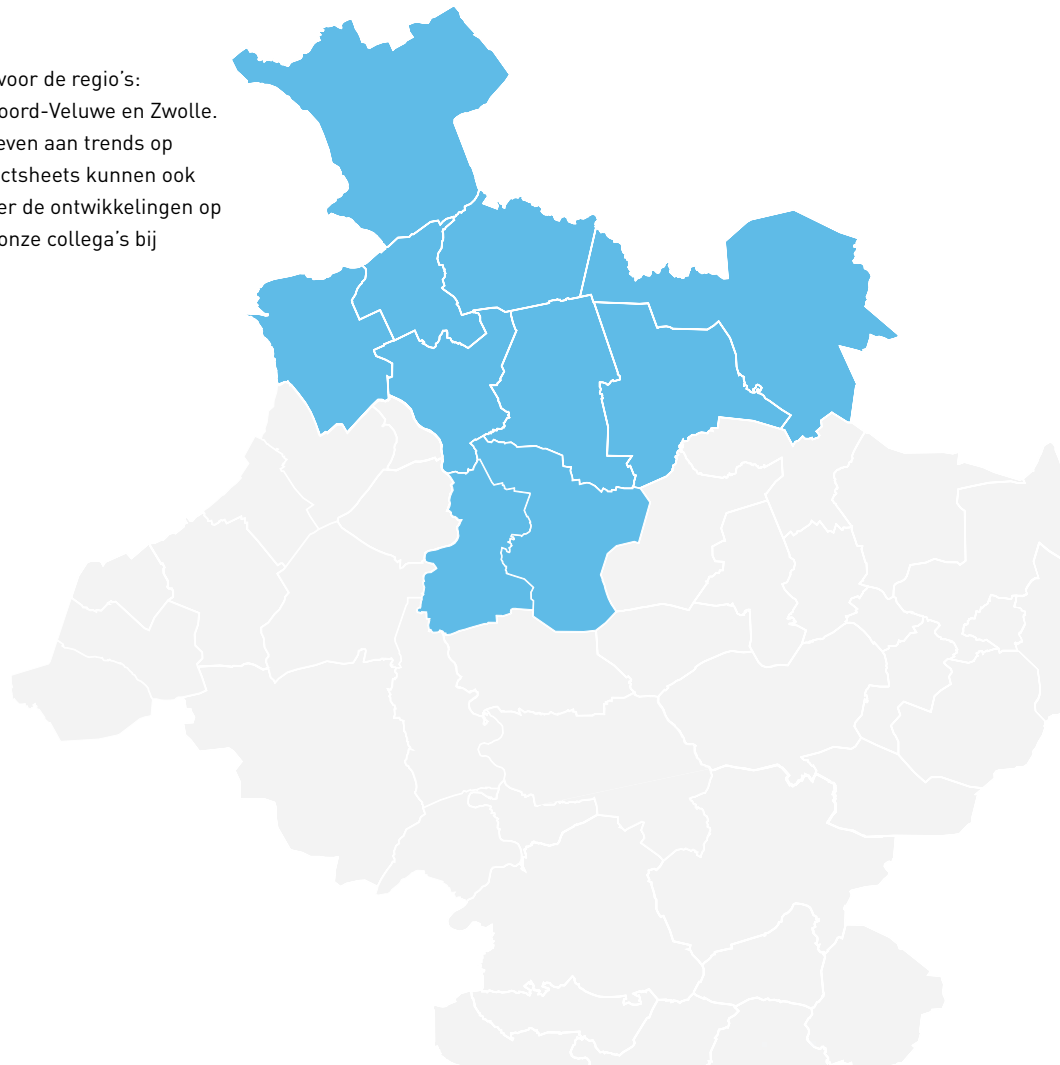 voor de regio's:
oord-Veluwe en Zwolle.
even aan trends op
ctsheets kunnen ook
er de ontwikkelingen op
onze collega's bij